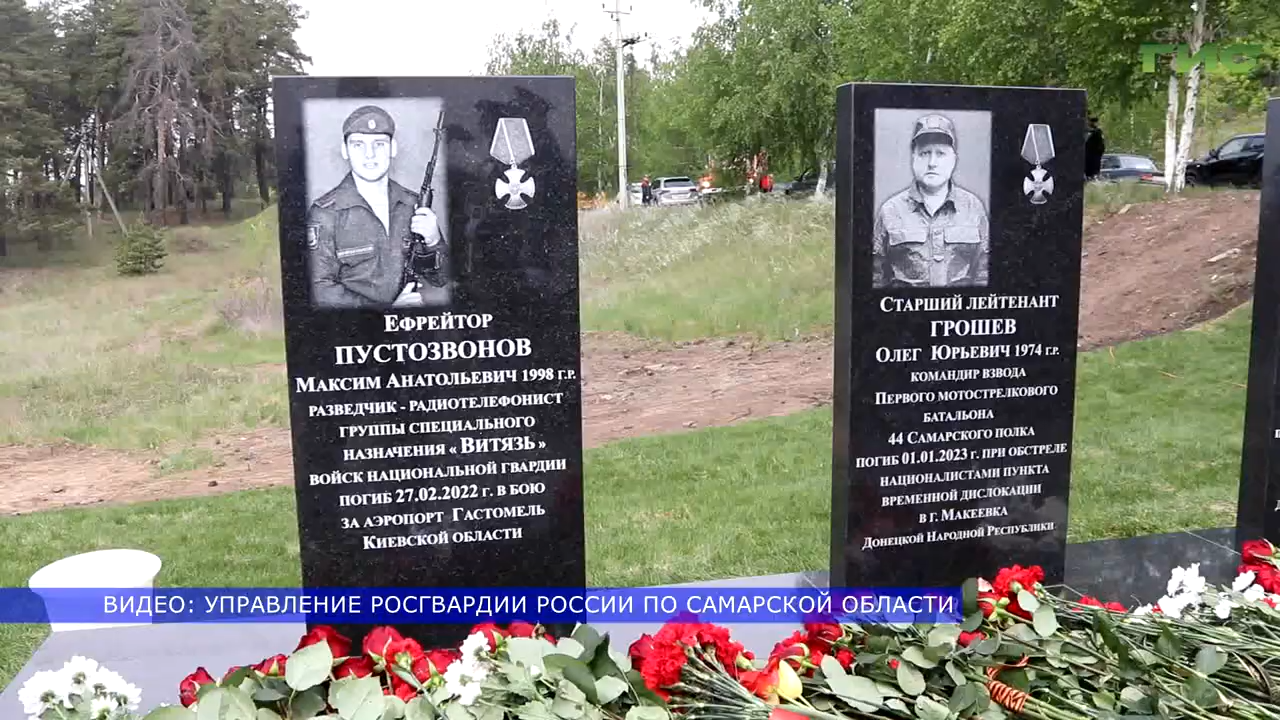 Ефрейтор
ПУСТОЗВОНОВ
Максим Анатольевич 1998 г.р.
разведчик - радиотелефонист
группы специального
назначения « Витязь »
войск национальной гвардии
погиб 27.02.2022 г. в бою
за аэропорт Гастомель
Киевской области
Старший лейтенант
ГРОШЕВ
Олег Юрьевич 1974 г.р.
командир взвода
Первого мотострелкового
батальона
44 Самарского полка
погиб 01.01.2023 г. при обстреле
националистами пункта
временной дислокации
в г. Макеевка
Донецкой Народной Республики
ВИДЕО: УПРАВЛЕНИЕ РОСГВАРДИИ РОССИИ ПО САМАРСКОЙ ОБЛАСТИ